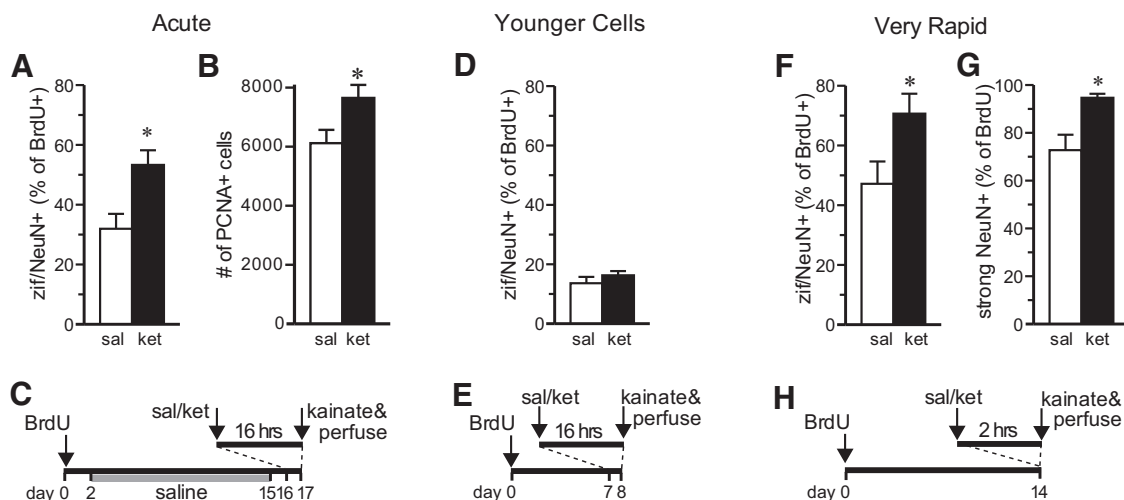 Acute
Younger Cells
Very Rapid
A
zif/NeuN+ (% of BrdU+)
80
60
40
20
0
*
sal ket
B
# of PCNA+ cells
8000
6000
4000
2000
0
*
sal ket
D
zif/NeuN+ (% of BrdU+)
80
60
40
20
0
sal ket
F
zif/NeuN+ (% of BrdU+)
80
60
40
20
0
*
sal ket
G
strong NeuN+ (% of BrdU)
100
90
80
70
60
40
20
0
*
sal ket
C
BrdU
sal/ket
16 hrs
kainate&
perfuse
day 0 2 saline 15 16 17
E
BrdU
sal/ket
16 hrs
kainate&
perfuse
day 0 7 8
H
BrdU
sal/ket
2 hrs
kainate&
perfuse
day 0 14